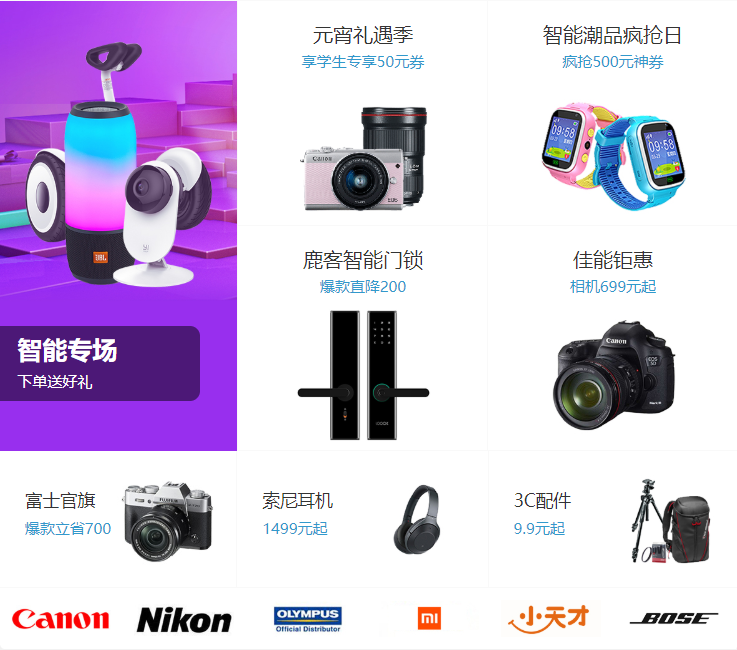 元宵礼遇季
享学生专享50元券
智能潮品疯抢日
疯抢500元神券
Canon
EOS
09:58
09:58
JBL
鹿客智能门锁
爆款直降200
佳能钜惠
相机699元起
Canon
EOS
5D
智能专场
下单送好礼
富士官旗
爆款立省700
FUJIFILM
索尼耳机
1499元起
3C配件
9.9元起
Canon
Nikon
OLYMPUS
Official Distributor
mi
小天才
BOSE